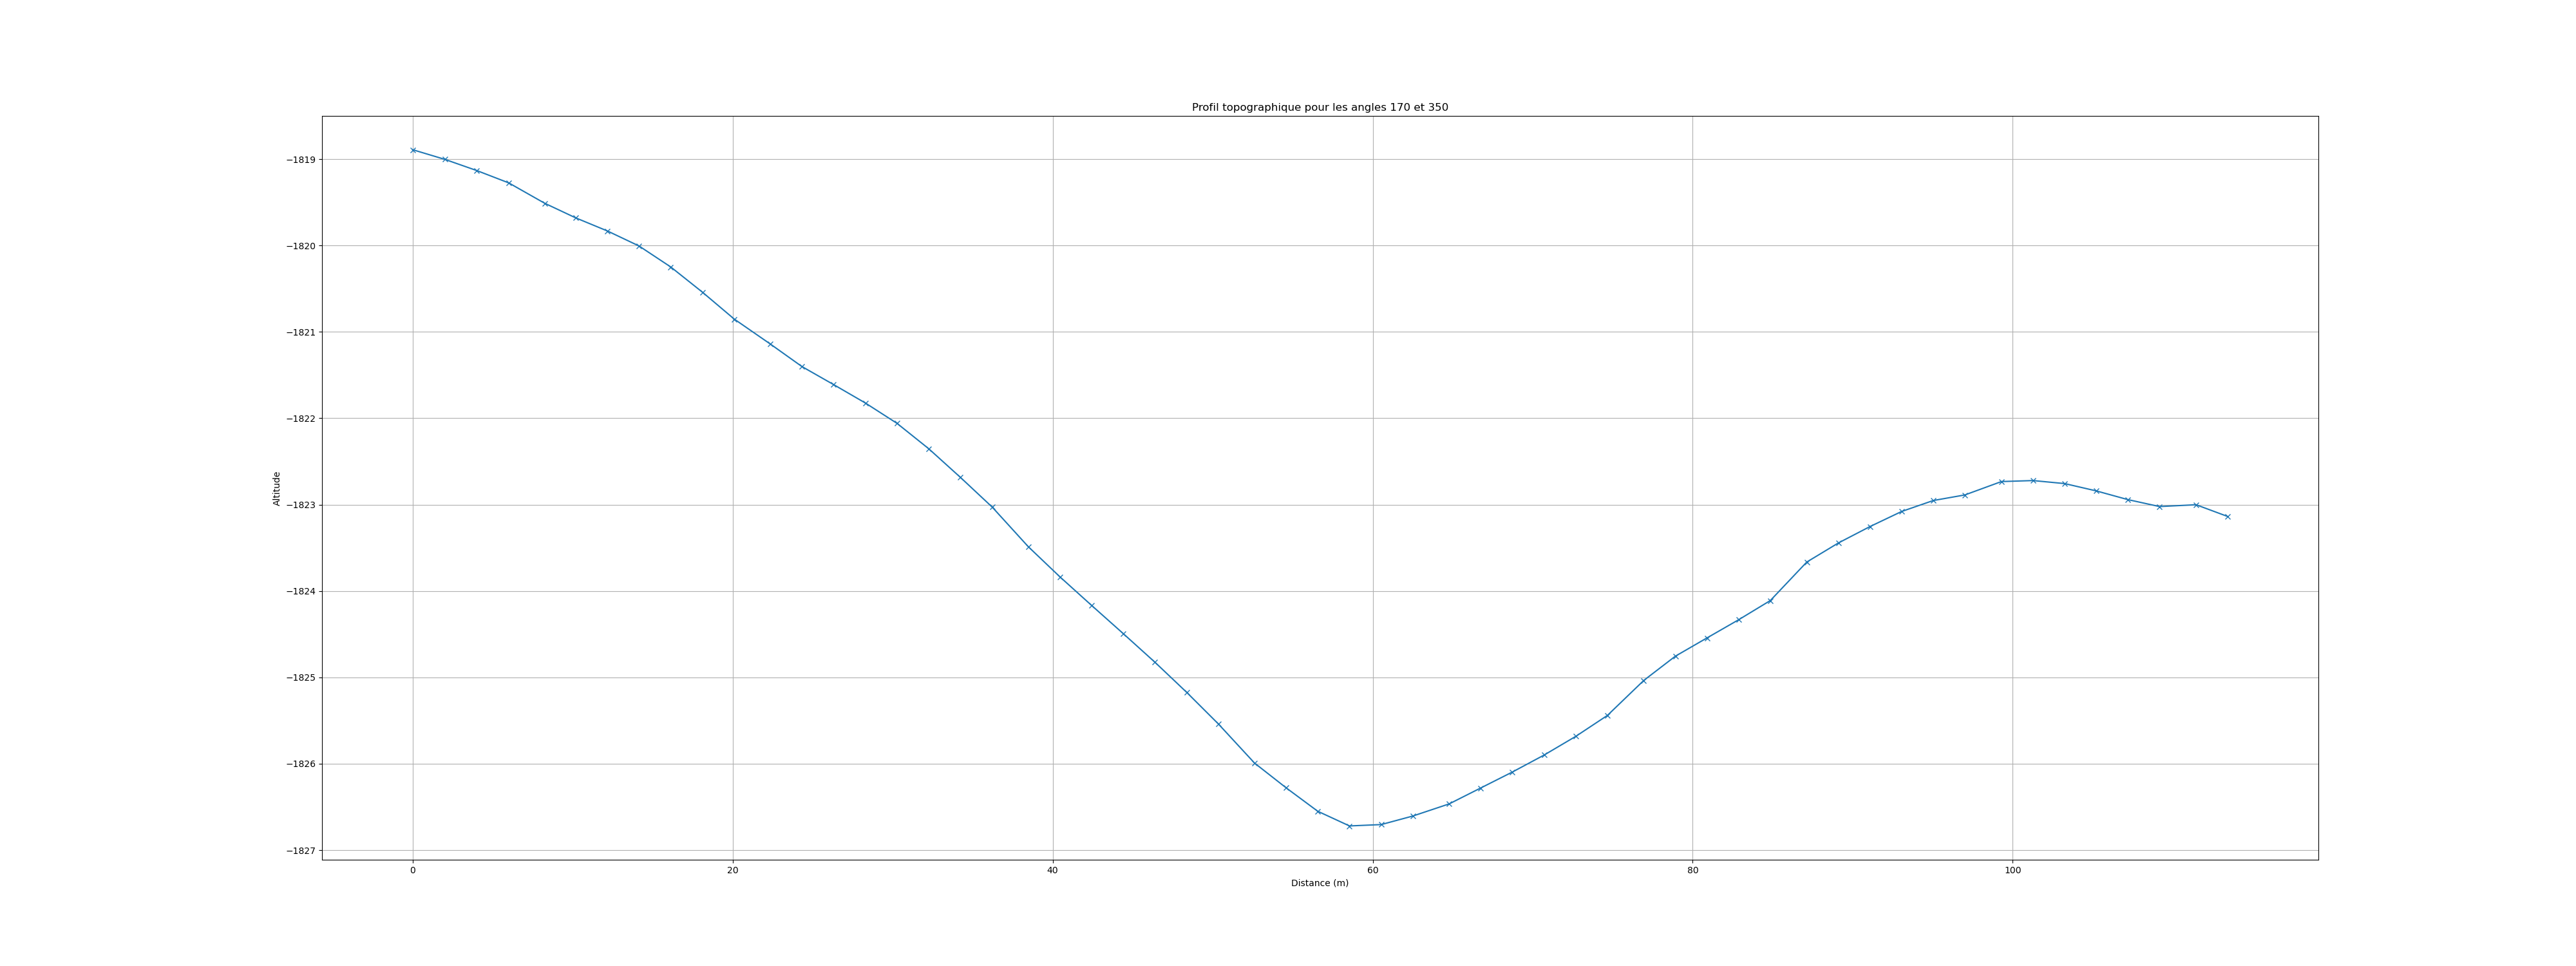 Profil topographique pour les angles 170 et 350
−1819
−1820
−1821
−1822
−1823
−1824
−1825
−1826
−1827
Altitude
0 20 40 60 80 100
Distance (m)